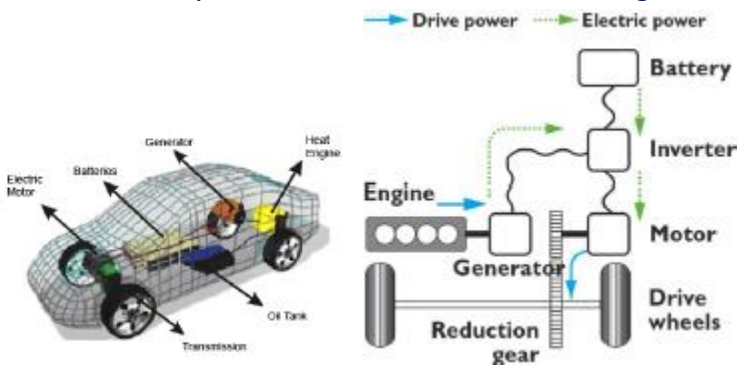 Drive power
Electric power
Battery
Inverter
Engine
Motor
Generator
Drive
wheels
Reduction
gear
Generator
Heat
Engine
Batteries
Electric
Motor
Oil Tank
Transmission